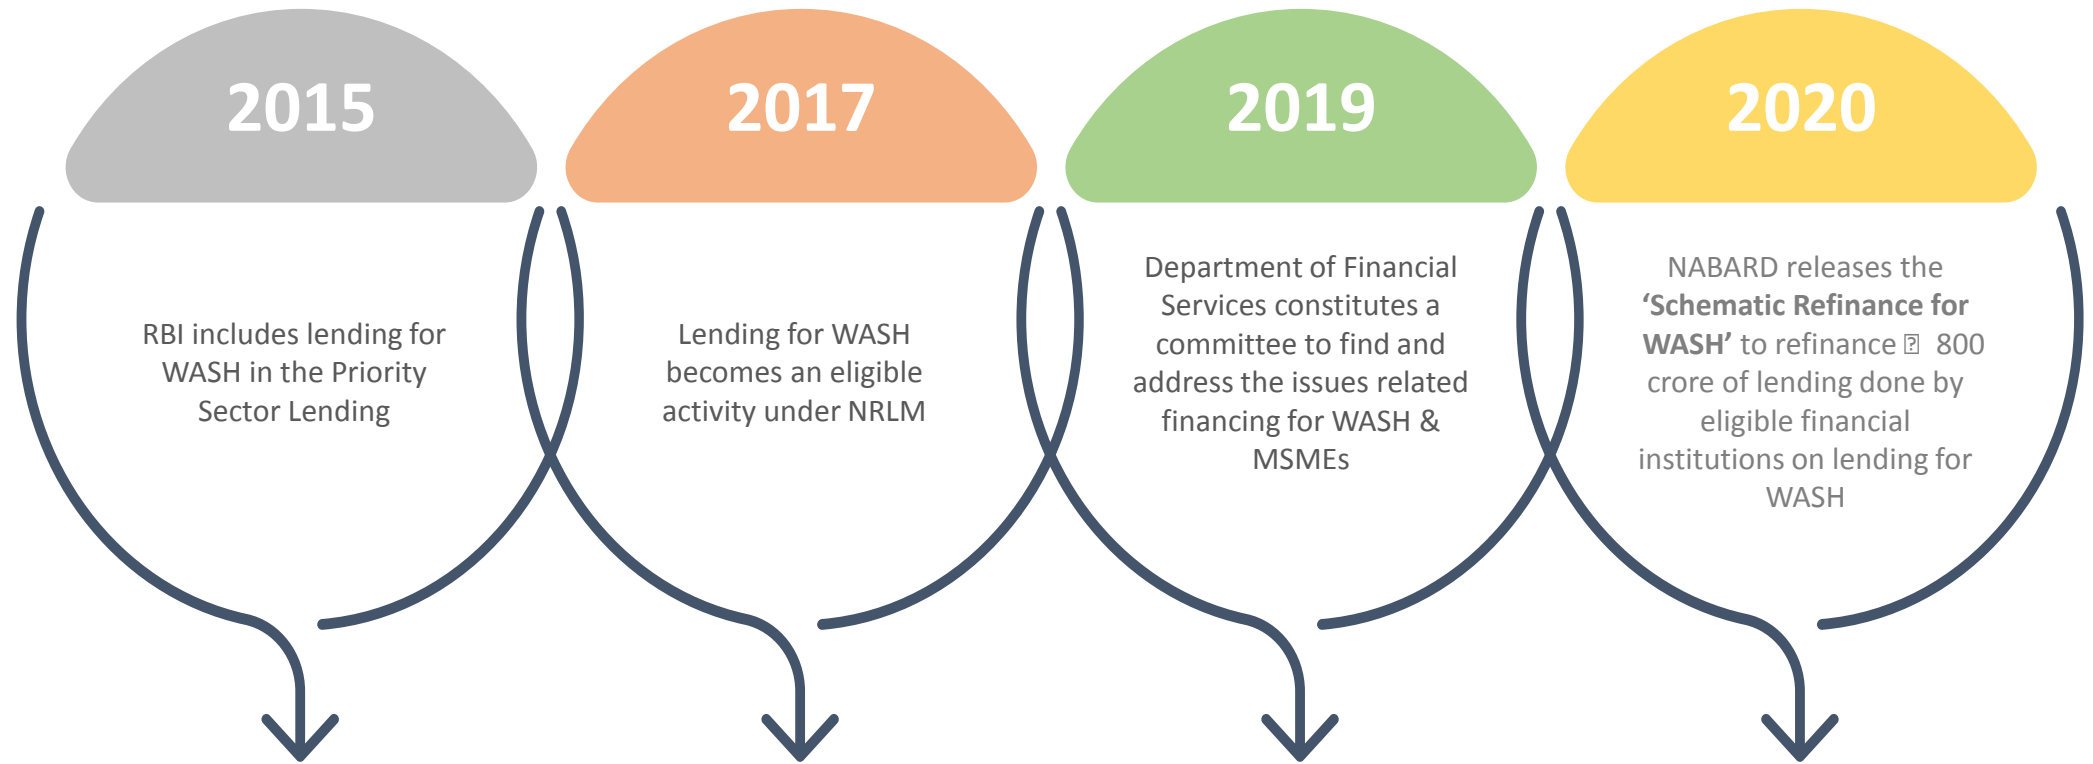 2015
RBI includes lending for
WASH in the Priority
Sector Lending
2017
Lending for WASH
becomes an eligible
activity under NRLM
2019
Department of Financial
Services constitutes a
committee to find and
address the issues related
financing for WASH &
MSMEs
2020
NABARD releases the
‘Schematic Refinance for
WASH’ to refinance 800
crore of lending done by
eligible financial
institutions on lending for
WASH